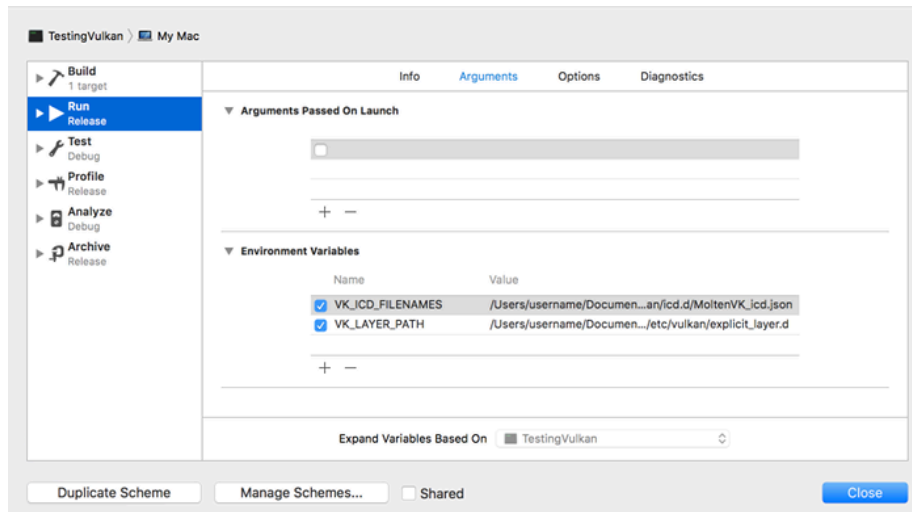 TestingVulkan 〉 My Mac
Build
1 target
Run
Release
Test
Debug
Profile
Release
Analyze
Debug
Archive
Release
Info Arguments Options Diagnostics
Arguments Passed On Launch
+ −
Environment Variables
Name Value
VK_ICD_FILENAMES /Users/username/Documen...an/icd.d/MoltenVK_icd.json
VK_LAYER_PATH /Users/username/Documen.../etc/vulkan/explicit_layer.d
+ −
Expand Variables Based On TestingVulkan
Duplicate Scheme Manage Schemes... Shared Close